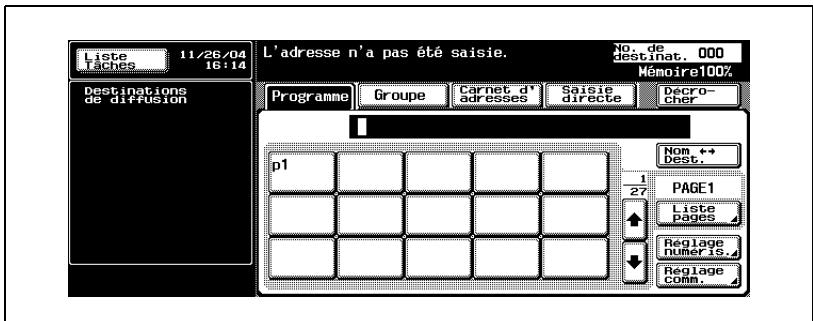 Liste
Tâches
11/26/04
16:14
L'adresse n'a pas été saisie.
No. de
destinat. 000
Mémoire100%
Destinations
de diffusion
Programme
Groupe
Carnet d'
adresses
Saisie
directe
Décro-
cher
Nom ↔
Dest.
p1
1
27
PAGE1
Liste
pages
Réglage
numéris.
Réglage
comm.